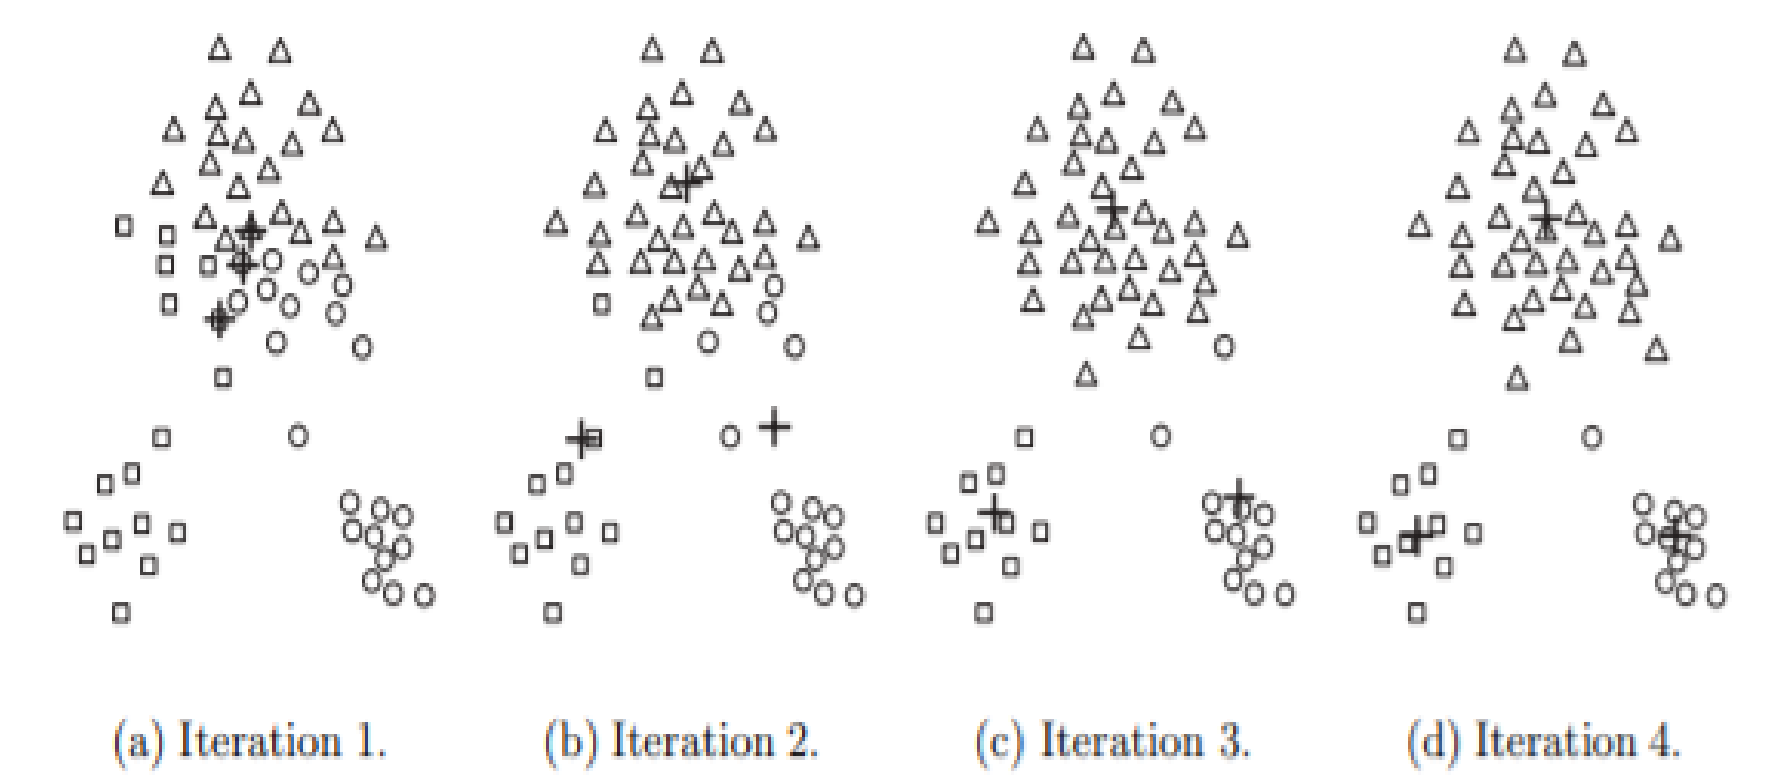 (a) Iteration 1.
(b) Iteration 2.
(c) Iteration 3.
(d) Iteration 4.